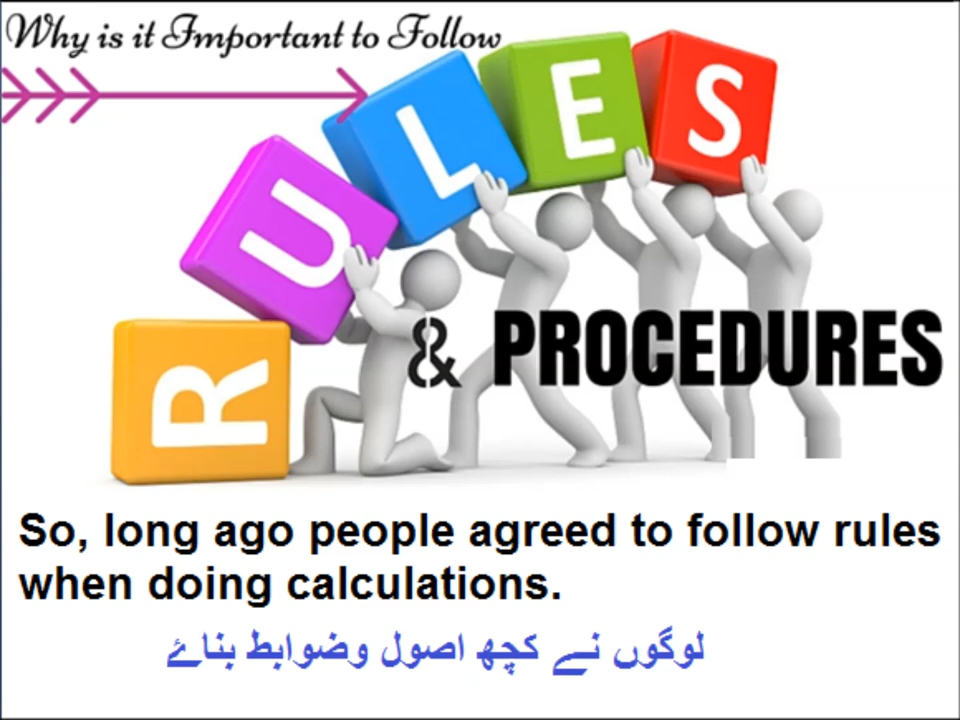 Why is it Important to Follow
RULES
& PROCEDURES
So, long ago people agreed to follow rules
when doing calculations.
لوگوں نے کچھ اصول وضوابط بنائے